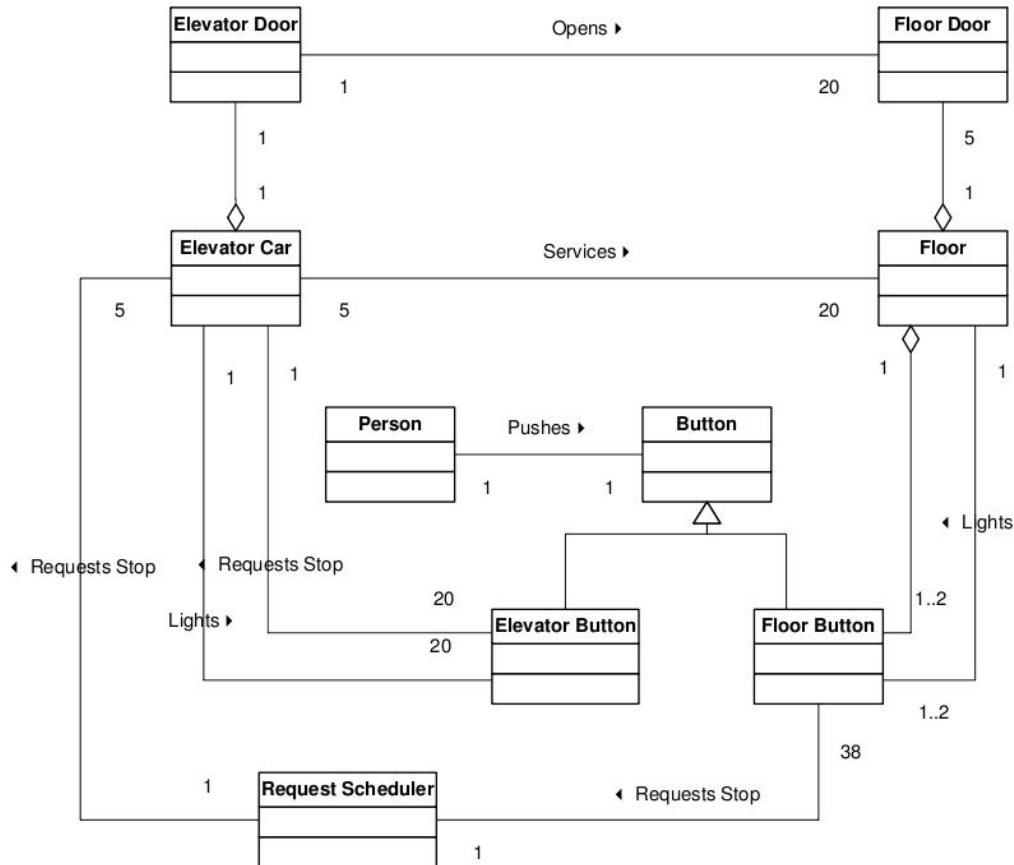 Elevator Door
Opens ▸
Floor Door
1
20
1
5
1
1
Elevator Car
Services ▸
Floor
5
5
20
1
1
1
1
Person
Pushes ▸
Button
1
1
◂ Lights
◂ Requests Stop
◂ Requests Stop
20
1..2
Lights ▸
Elevator Button
Floor Button
20
1..2
38
1
Request Scheduler
◂ Requests Stop
1